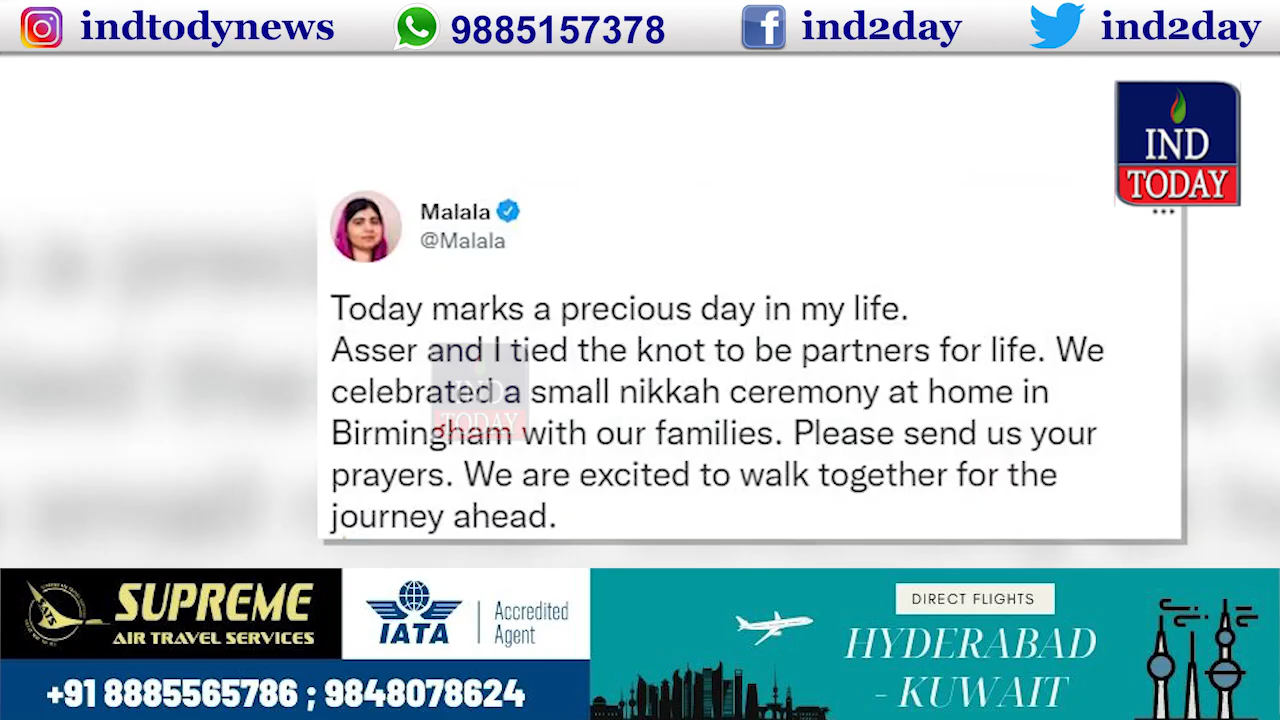 indtodynews
9885157378
ind2day
ind2day
IND
TODAY
Malala
@Malala
Today marks a precious day in my life.
Asser and I tied the knot to be partners for life. We
celebrated a small nikkah ceremony at home in
Birmingham with our families. Please send us your
prayers. We are excited to walk together for the
journey ahead.
IND
TODAY
SUPREME
AIR TRAVEL SERVICES
IATA
Accredited
Agent
+91 8885565786 ; 9848078624
DIRECT FLIGHTS
HYDERABAD
- KUWAIT